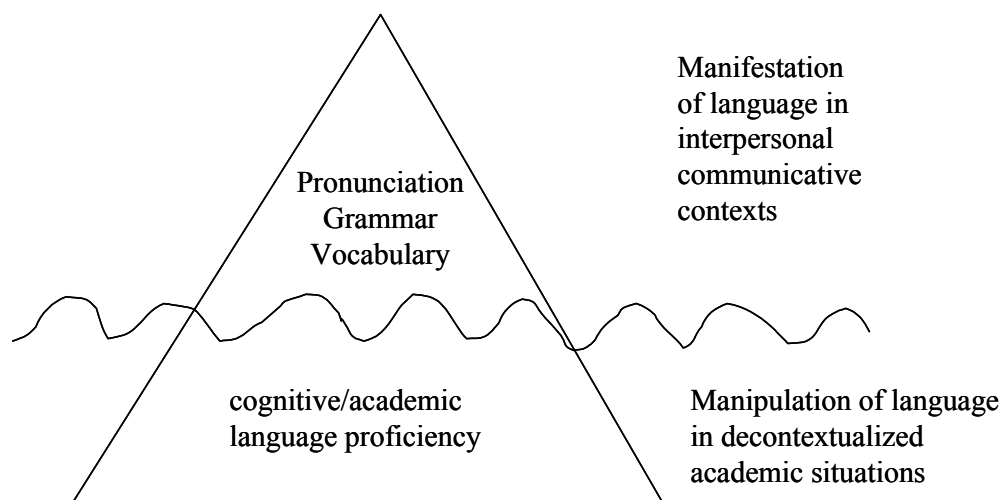 Manifestation
of language in
interpersonal
communicative
contexts
Pronunciation
Grammar
Vocabulary
cognitive/academic
language proficiency
Manipulation of language
in decontextualized
academic situations